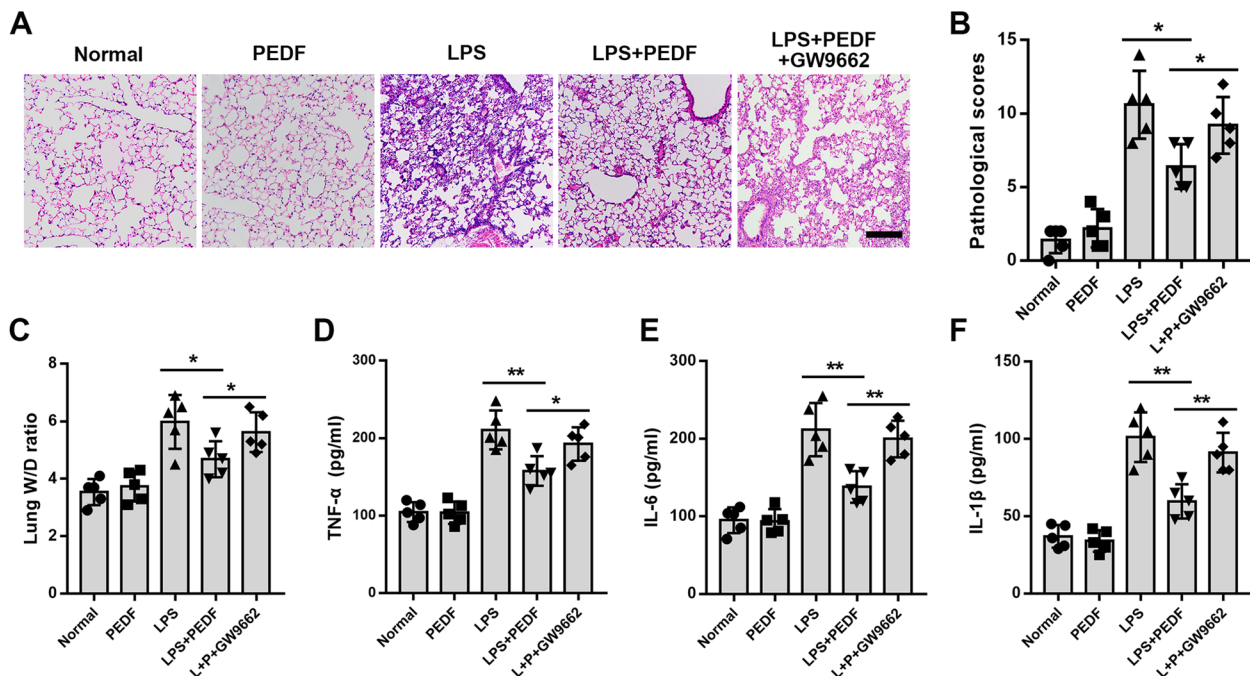 A
Normal
PEDF
LPS
LPS+PEDF
LPS+PEDF
+GW9662
B
Pathological scores
15
10
5
0
*
*
Normal
PEDF
LPS
LPS+PEDF
L+P+GW9662
C
Lung W/D ratio
8
6
4
2
0
*
*
Normal
PEDF
LPS
LPS+PEDF
L+P+GW9662
D
TNF-α (pg/ml)
300
200
100
0
**
*
Normal
PEDF
LPS
LPS+PEDF
L+P+GW9662
E
IL-6 (pg/ml)
300
200
100
0
**
**
Normal
PEDF
LPS
LPS+PEDF
L+P+GW9662
F
IL-1β (pg/ml)
150
100
50
0
**
**
Normal
PEDF
LPS
LPS+PEDF
L+P+GW9662